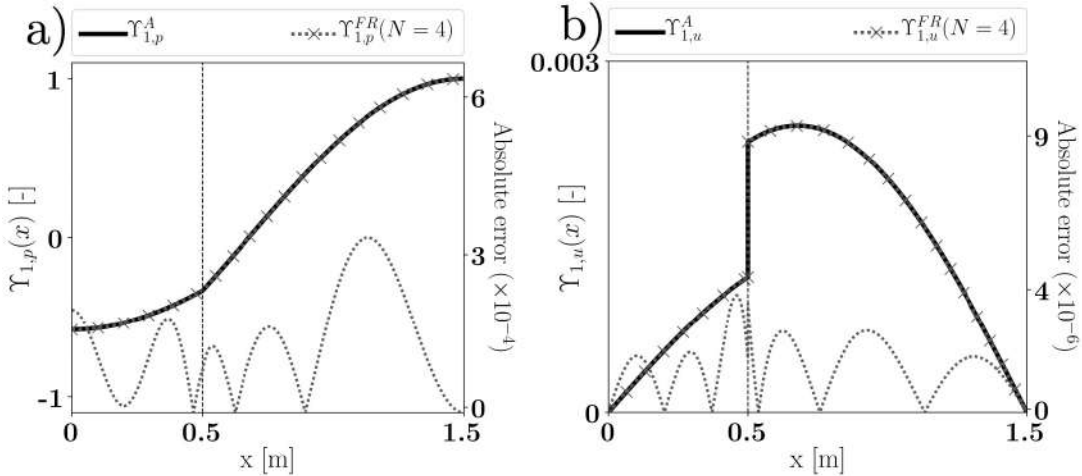 a)
Υ^A_{1,p}
Υ^{FR}_{1,p}(N = 4)
1
0
-1
Υ_{1,p}(x) [-]
0
0.5
1.5
x [m]
6
3
0
Absolute error (×10^{-4})
b)
Υ^A_{1,u}
Υ^{FR}_{1,u}(N = 4)
0.003
0
Υ_{1,u}(x) [-]
0
0.5
1.5
x [m]
9
4
0
Absolute error (×10^{-6})